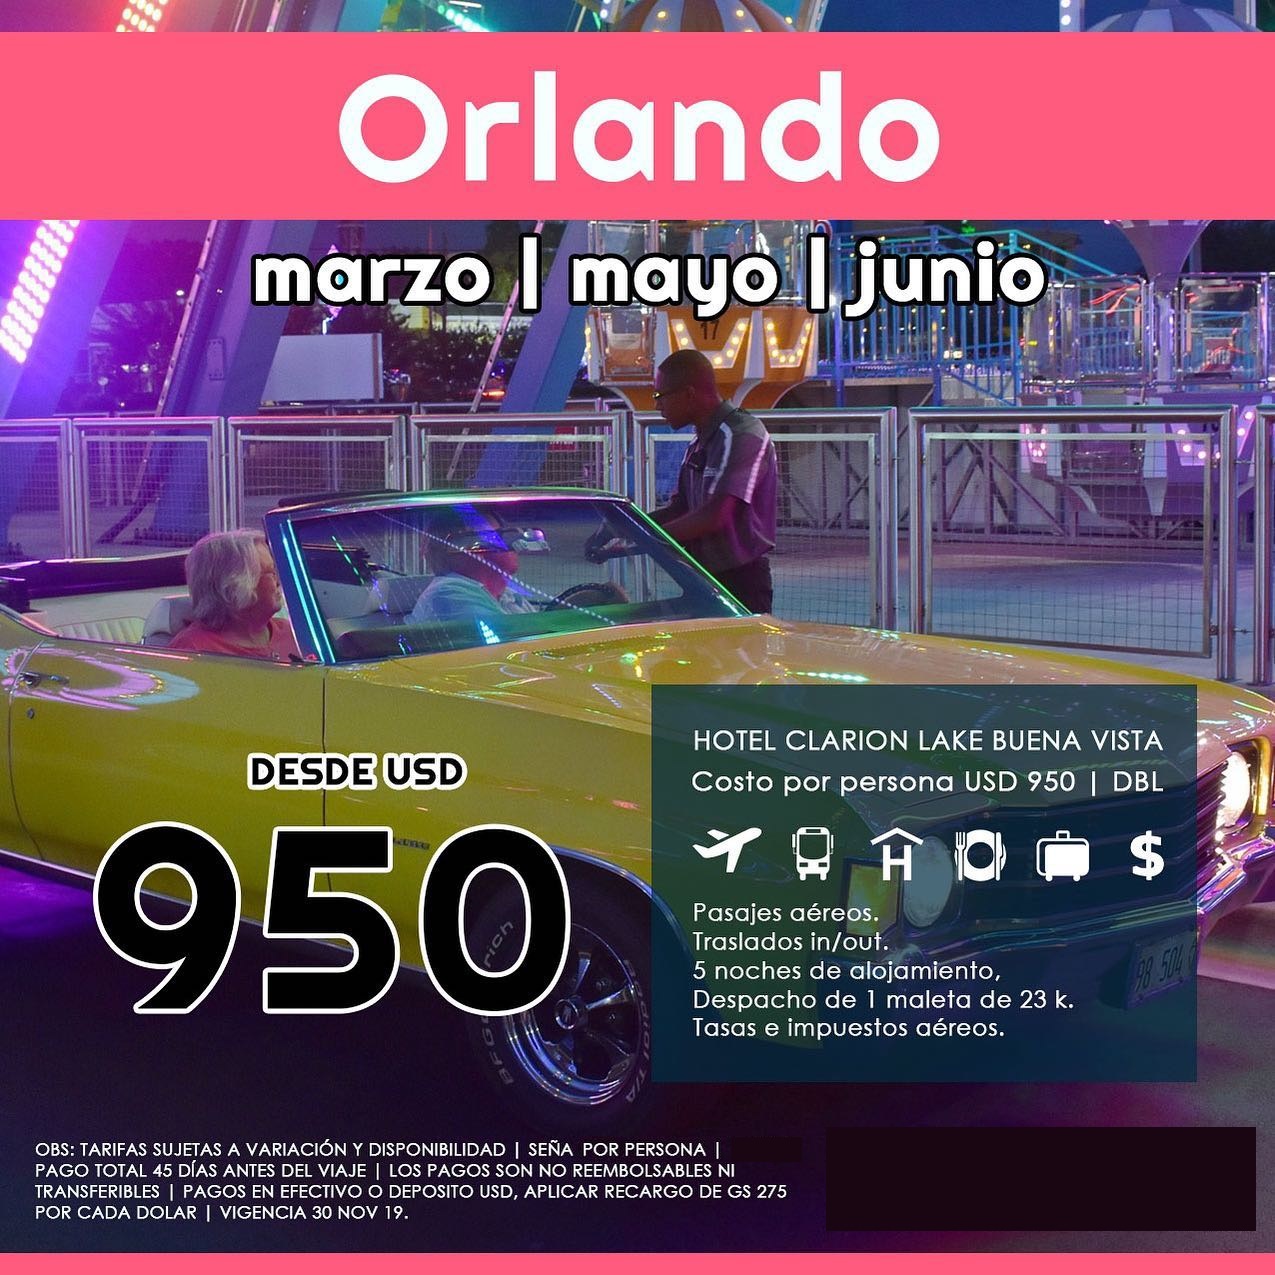 Orlando
marzo | mayo | junio
17
DESDE USD
950
HOTEL CLARION LAKE BUENA VISTA
Costo por persona USD 950 | DBL
H
$
Pasajes aéreos.
Traslados in/out.
5 noches de alojamiento,
Despacho de 1 maleta de 23 k.
Tasas e impuestos aéreos.
OBS: TARIFAS SUJETAS A VARIACIÓN Y DISPONIBILIDAD | SEÑA POR PERSONA |
PAGO TOTAL 45 DÍAS ANTES DEL VIAJE | LOS PAGOS SON NO REEMBOLSABLES NI
TRANSFERIBLES | PAGOS EN EFECTIVO O DEPOSITO USD, APLICAR RECARGO DE GS 275
POR CADA DOLAR | VIGENCIA 30 NOV 19.